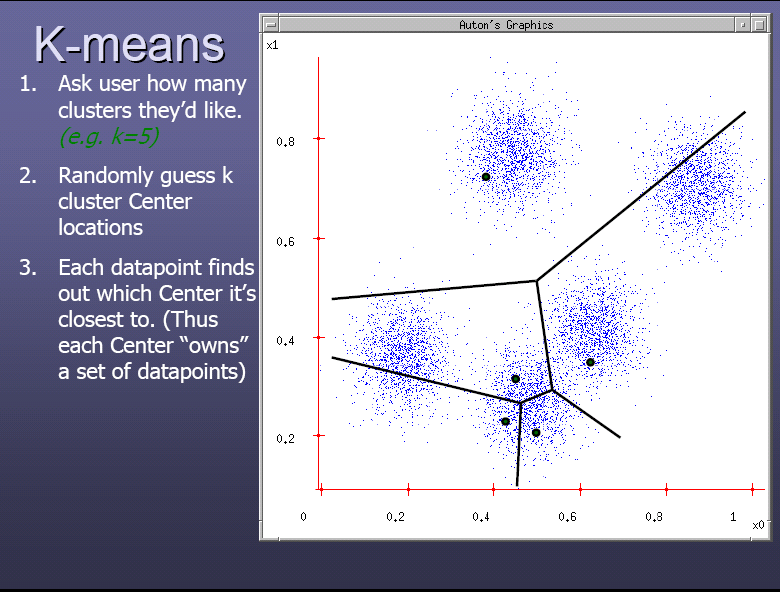 K-means
1. Ask user how many
clusters they’d like.
(e.g. k=5)
2. Randomly guess k
cluster Center
locations
3. Each datapoint finds
out which Center it’s
closest to. (Thus
each Center “owns”
a set of datapoints)
Auton's Graphics
x1
0.8
0.6
0.4
0.2
0
0.2
0.4
0.6
0.8
1
x0